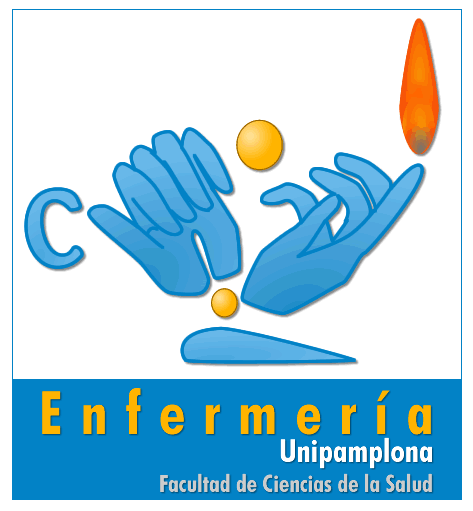 C
Enfermería
Unipamplona
Facultad de Ciencias de la Salud